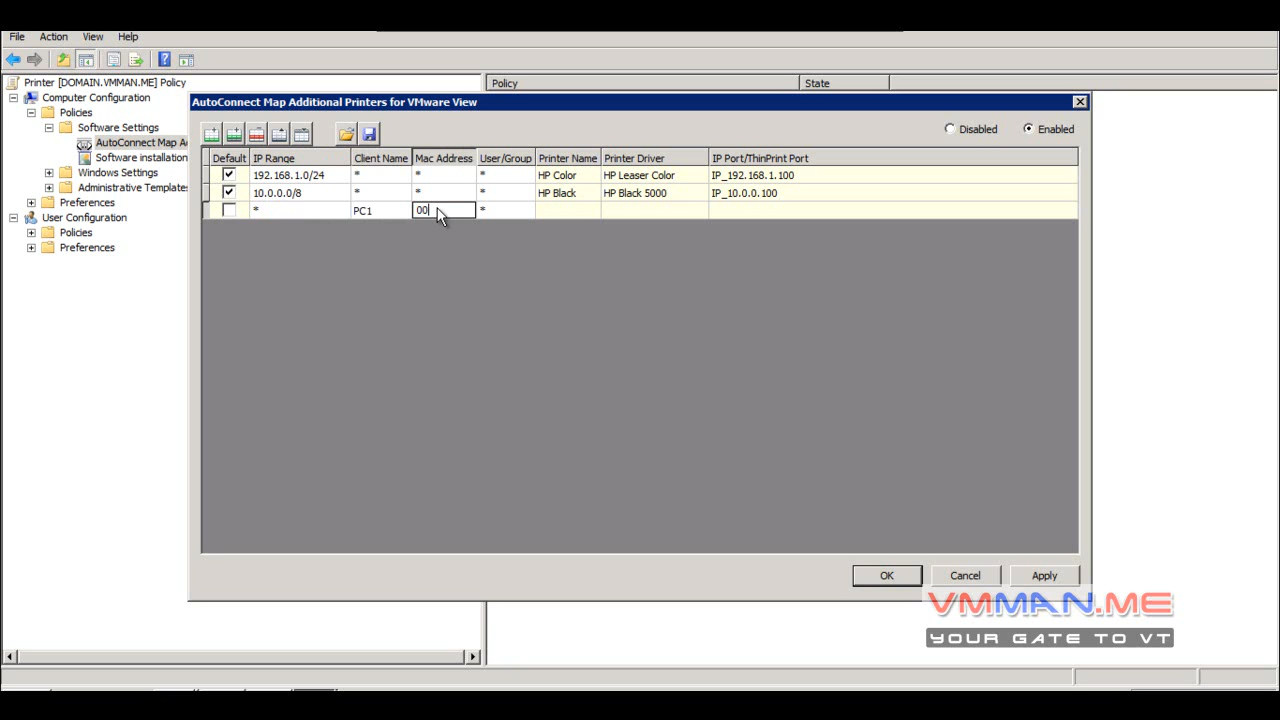 File Action View Help
Printer [DOMAIN.VMMAN.ME] Policy
Policy State
Computer Configuration
AutoConnect Map Additional Printers for VMware View
Policies
Software Settings
Disabled Enabled
AutoConnect Map Ac
Software installation
Default IP Range Client Name Mac Address User/Group Printer Name Printer Driver IP Port/ThinPrint Port
Windows Settings
192.168.1.0/24 * * * HP Color HP Leaser Color IP_192.168.1.100
Administrative Templates
10.0.0.0/8 * * * HP Black HP Black 5000 IP_10.0.0.100
Preferences
* PC1 00 *
User Configuration
Policies
Preferences
OK Cancel Apply
VMMAN.ME
YOUR GATE TO VT